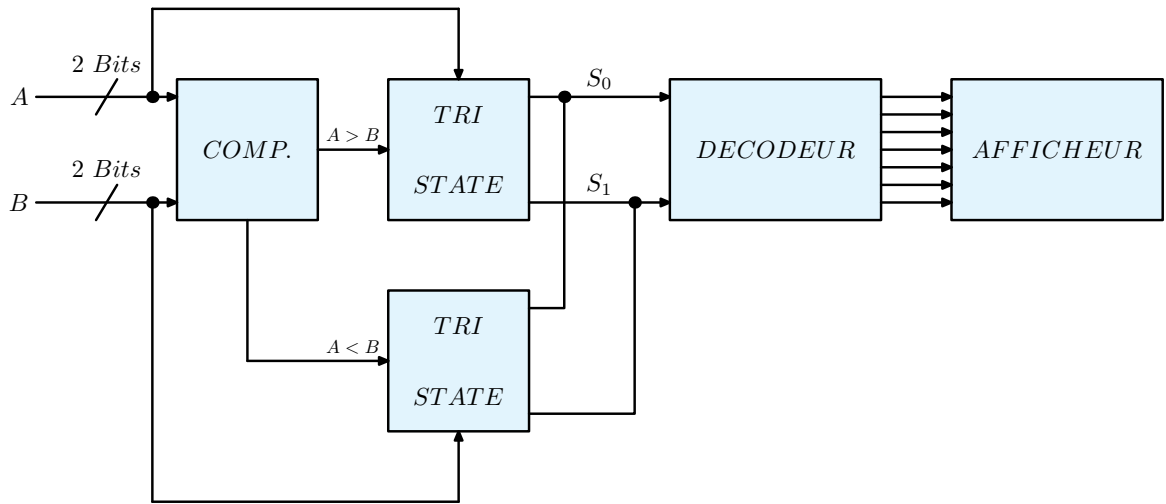 2 Bits
A
COMP.
A > B
TRI
STATE
S0
DECODEUR
AFFICHEUR
2 Bits
B
S1
A < B
TRI
STATE